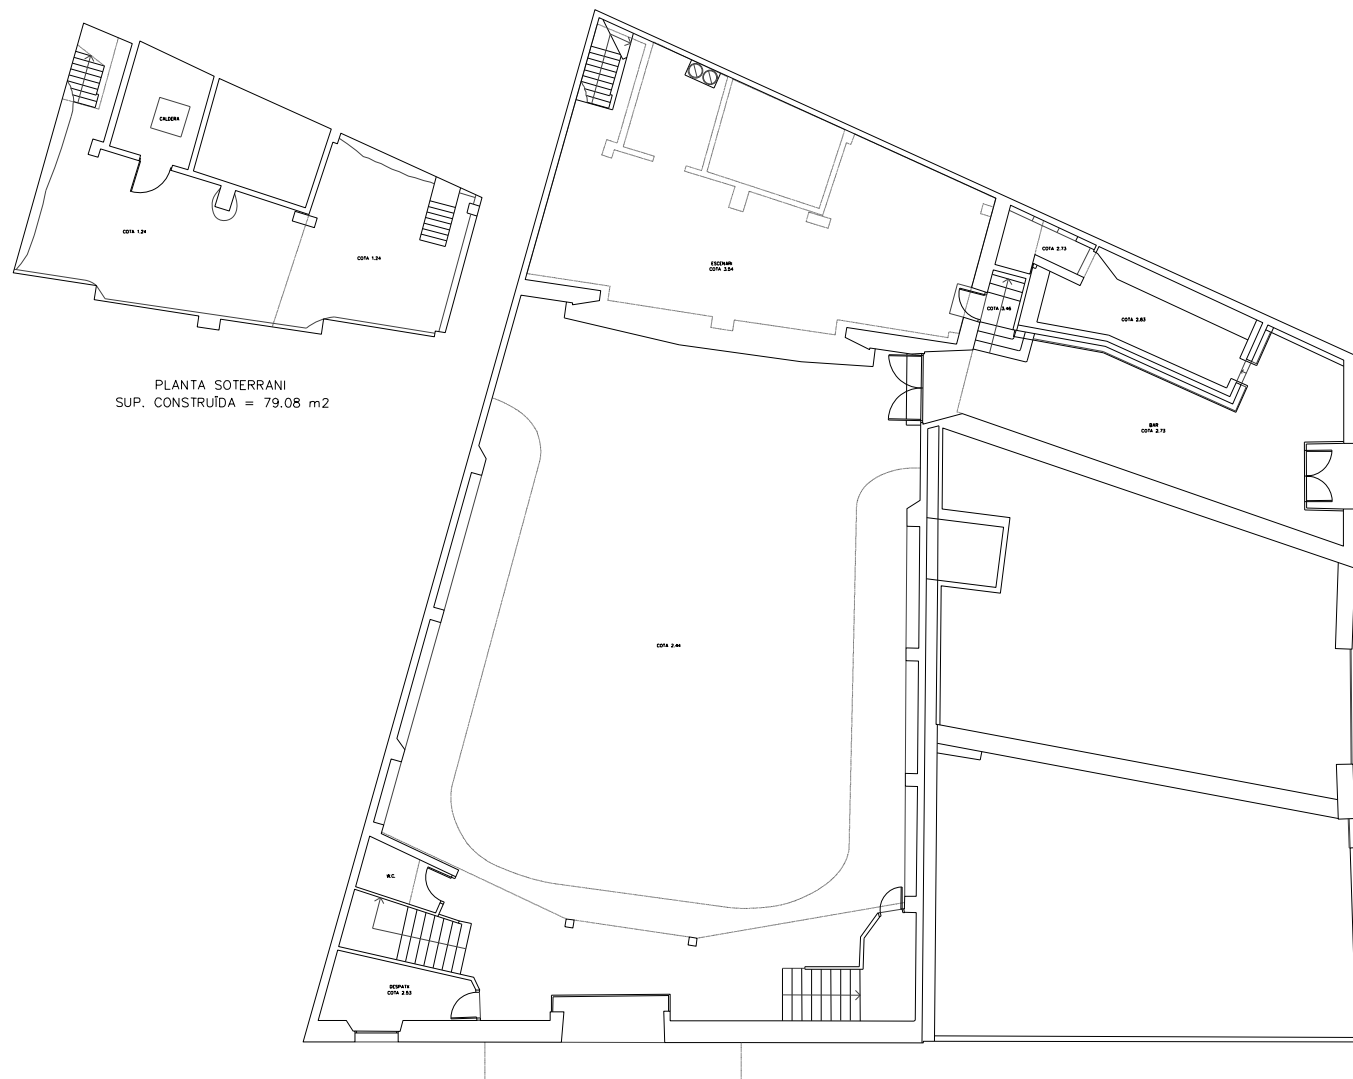 CALDERA
COTA 1.24
COTA 1.24
PLANTA SOTERRANI
SUP. CONSTRUÏDA = 79.08 m2
ESCENARI
COTA 3.64
COTA 2.73
COTA 3.46
COTA 2.83
BAR
COTA 2.73
COTA 2.44
W.C.
DESPATX
COTA 2.53